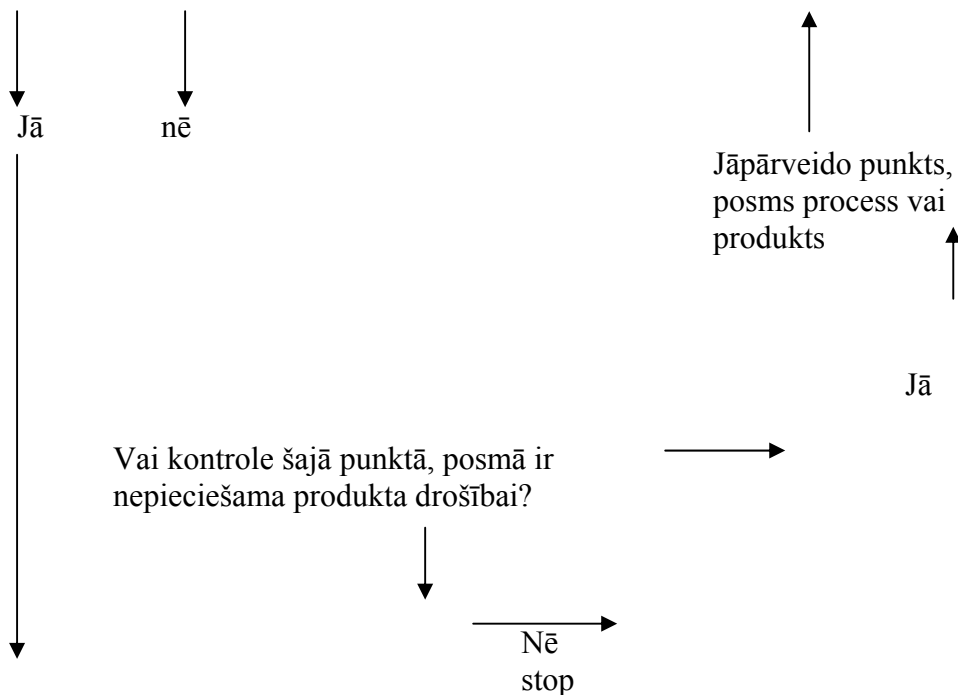 Jā
nē
Jāpārveido punkts,
posms process vai
produkts
Jā
Vai kontrole šajā punktā, posmā ir
nepieciešama produkta drošībai?
Nē
stop